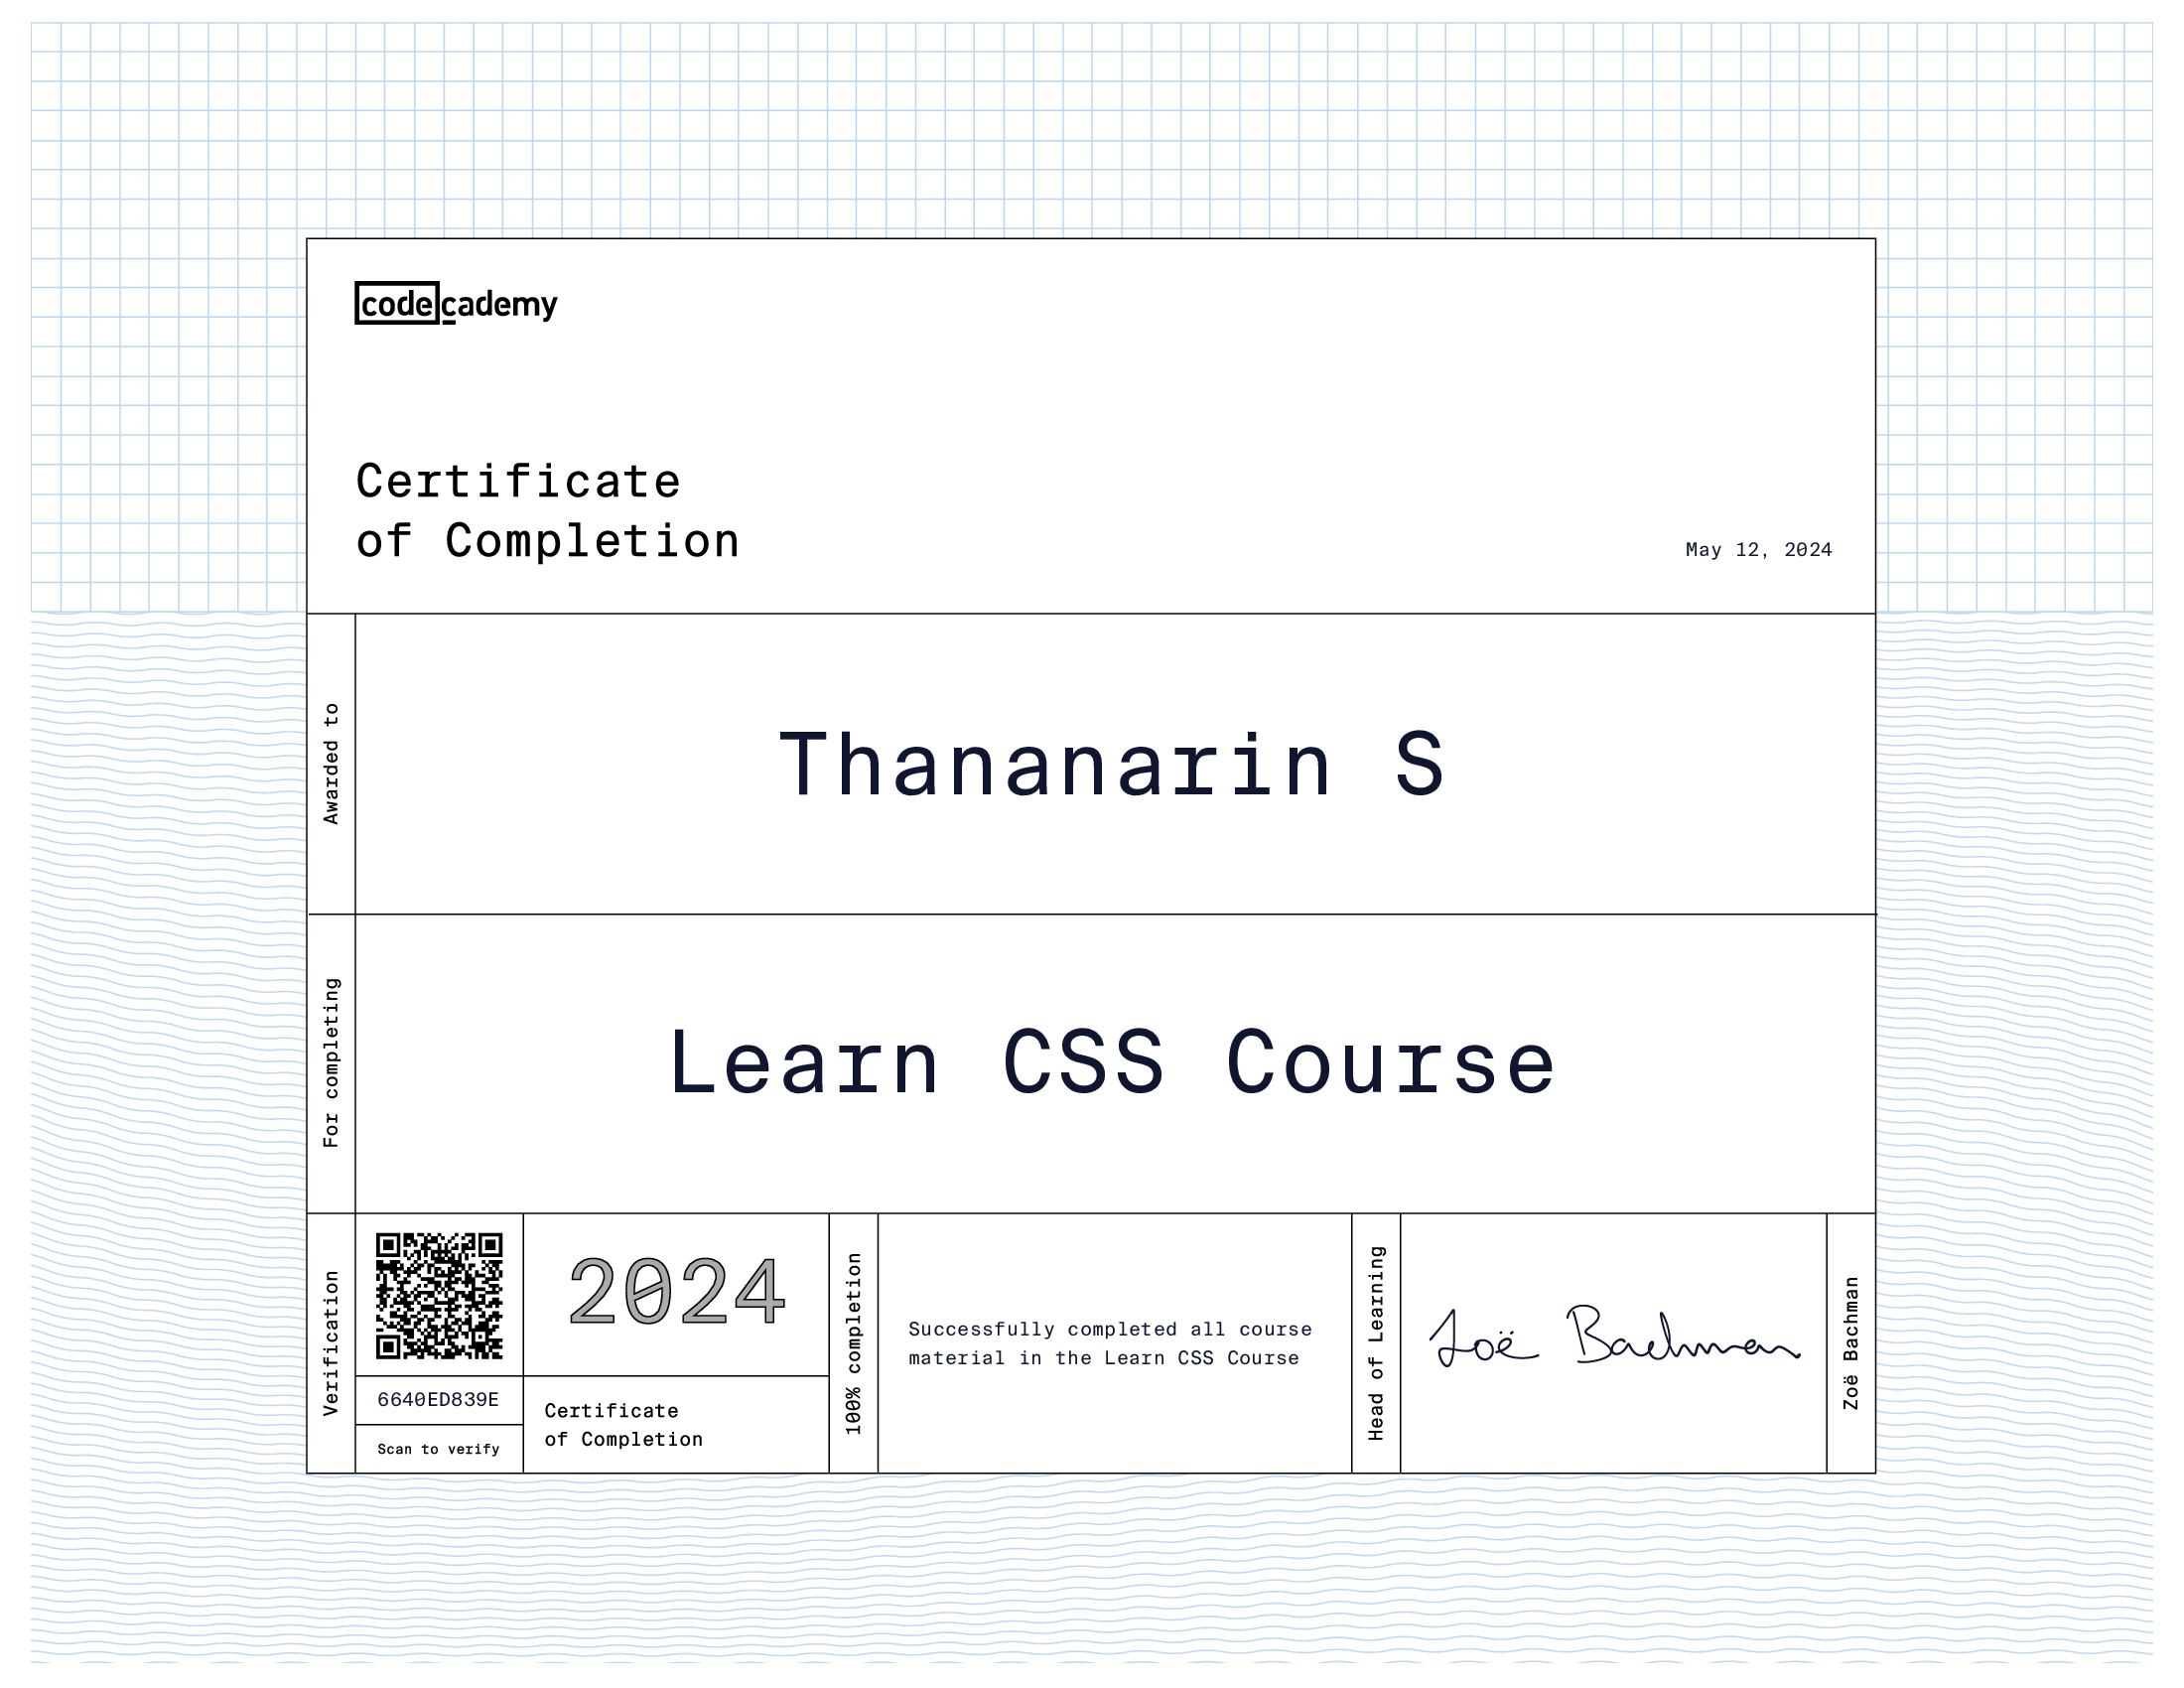 codecademy
Certificate
of Completion
May 12, 2024
Awarded to
Thananarin S
For completing
Learn CSS Course
Verification
6640ED839E
Scan to verify
2024
Certificate
of Completion
100% completion
Successfully completed all course
material in the Learn CSS Course
Head of Learning
Zoë Bachman
Zoë Bachman